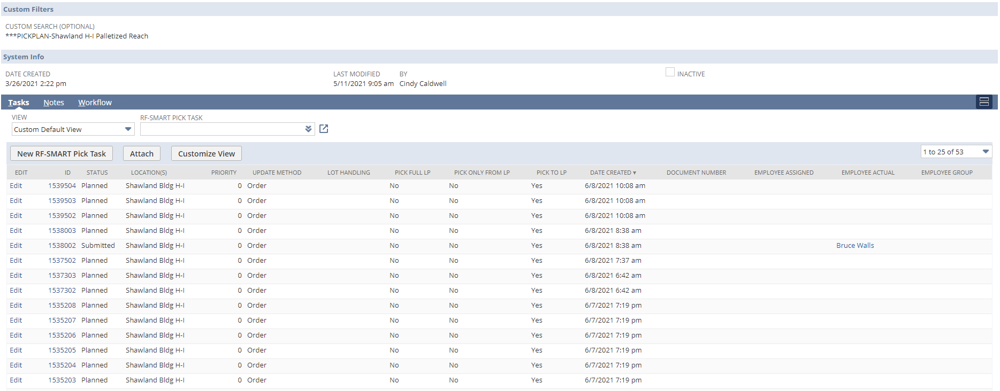 Custom Filters
CUSTOM SEARCH (OPTIONAL)
***PICKPLAN-Shawland H-I Palletized Reach
System Info
DATE CREATED LAST MODIFIED BY INACTIVE
3/26/2021 2:22 pm 5/11/2021 9:05 am Cindy Caldwell
Tasks Notes Workflow
VIEW RF-SMART PICK TASK
Custom Default View
New RF-SMART Pick Task Attach Customize View 1 to 25 of 53
EDIT ID STATUS LOCATION(S) PRIORITY UPDATE METHOD LOT HANDLING PICK FULL LP PICK ONLY FROM LP PICK TO LP DATE CREATED ▼ DOCUMENT NUMBER EMPLOYEE ASSIGNED EMPLOYEE ACTUAL EMPLOYEE GROUP
Edit 1539504 Planned Shawland Bldg H-I 0 Order No No Yes 6/8/2021 10:08 am
Edit 1539503 Planned Shawland Bldg H-I 0 Order No No Yes 6/8/2021 10:08 am
Edit 1539502 Planned Shawland Bldg H-I 0 Order No No Yes 6/8/2021 10:08 am
Edit 1538003 Planned Shawland Bldg H-I 0 Order No No Yes 6/8/2021 8:38 am
Edit 1538002 Submitted Shawland Bldg H-I 0 Order No No Yes 6/8/2021 8:38 am Bruce Walls
Edit 1537502 Planned Shawland Bldg H-I 0 Order No No Yes 6/8/2021 7:37 am
Edit 1537303 Planned Shawland Bldg H-I 0 Order No No Yes 6/8/2021 6:42 am
Edit 1537302 Planned Shawland Bldg H-I 0 Order No No Yes 6/8/2021 6:42 am
Edit 1535208 Planned Shawland Bldg H-I 0 Order No No Yes 6/7/2021 7:19 pm
Edit 1535207 Planned Shawland Bldg H-I 0 Order No No Yes 6/7/2021 7:19 pm
Edit 1535206 Planned Shawland Bldg H-I 0 Order No No Yes 6/7/2021 7:19 pm
Edit 1535205 Planned Shawland Bldg H-I 0 Order No No Yes 6/7/2021 7:19 pm
Edit 1535204 Planned Shawland Bldg H-I 0 Order No No Yes 6/7/2021 7:19 pm
Edit 1535203 Planned Shawland Bldg H-I 0 Order No No Yes 6/7/2021 7:19 pm